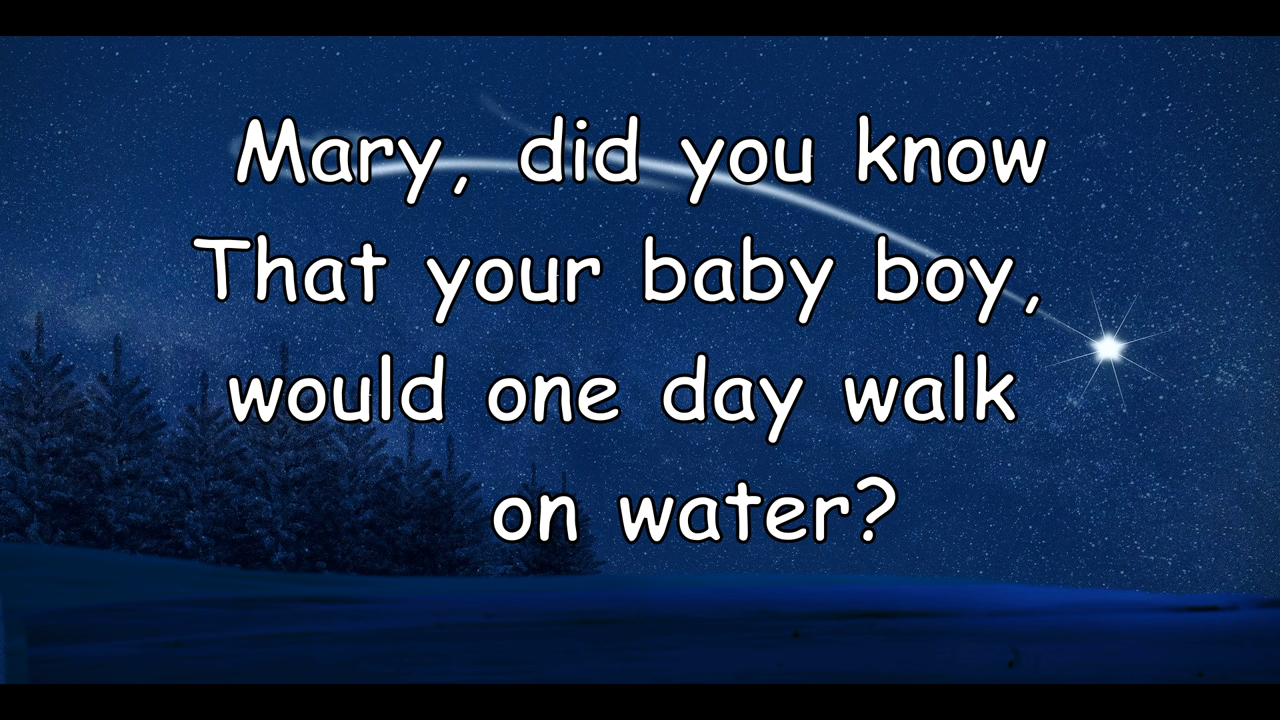 Mary, did you know
That your baby boy,
would one day walk
on water?